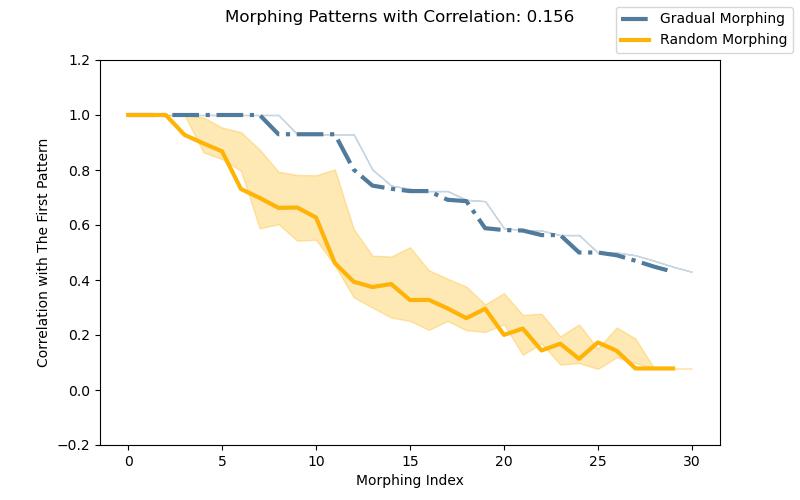 Morphing Patterns with Correlation: 0.156
Gradual Morphing
Random Morphing
Correlation with The First Pattern
1.2
1.0
0.8
0.6
0.4
0.2
0.0
−0.2
0 5 10 15 20 25 30
Morphing Index